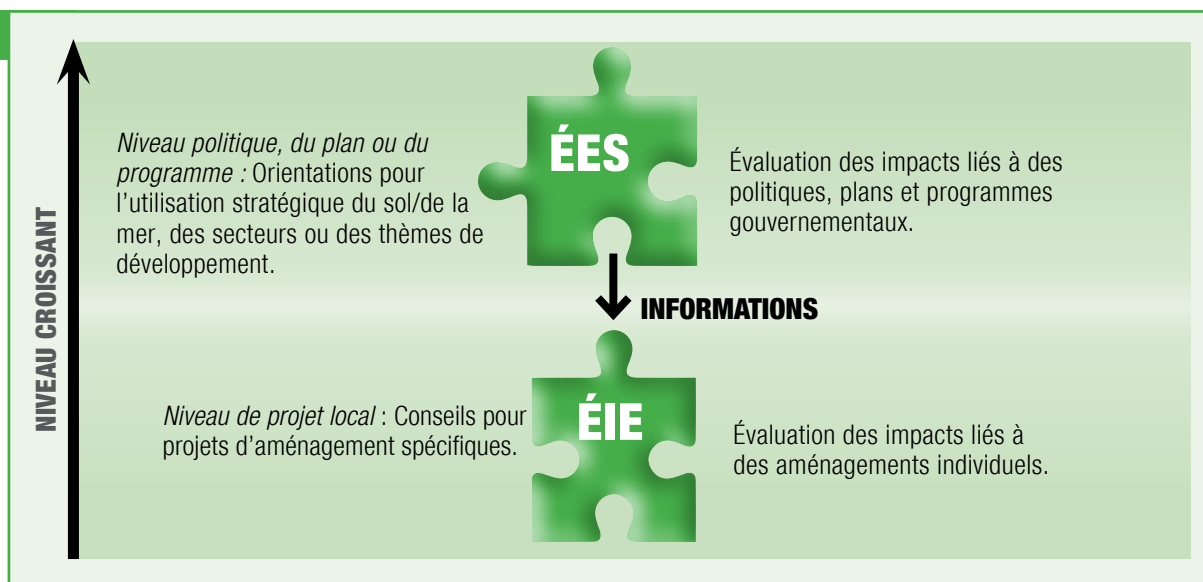 NIVEAU CROISSANT
Niveau politique, du plan ou du
programme : Orientations pour
l’utilisation stratégique du sol/de la
mer, des secteurs ou des thèmes de
développement.
ÉES
Évaluation des impacts liés à des
politiques, plans et programmes
gouvernementaux.
INFORMATIONS
Niveau de projet local : Conseils pour
projets d’aménagement spécifiques.
ÉIE
Évaluation des impacts liés à
des aménagements individuels.